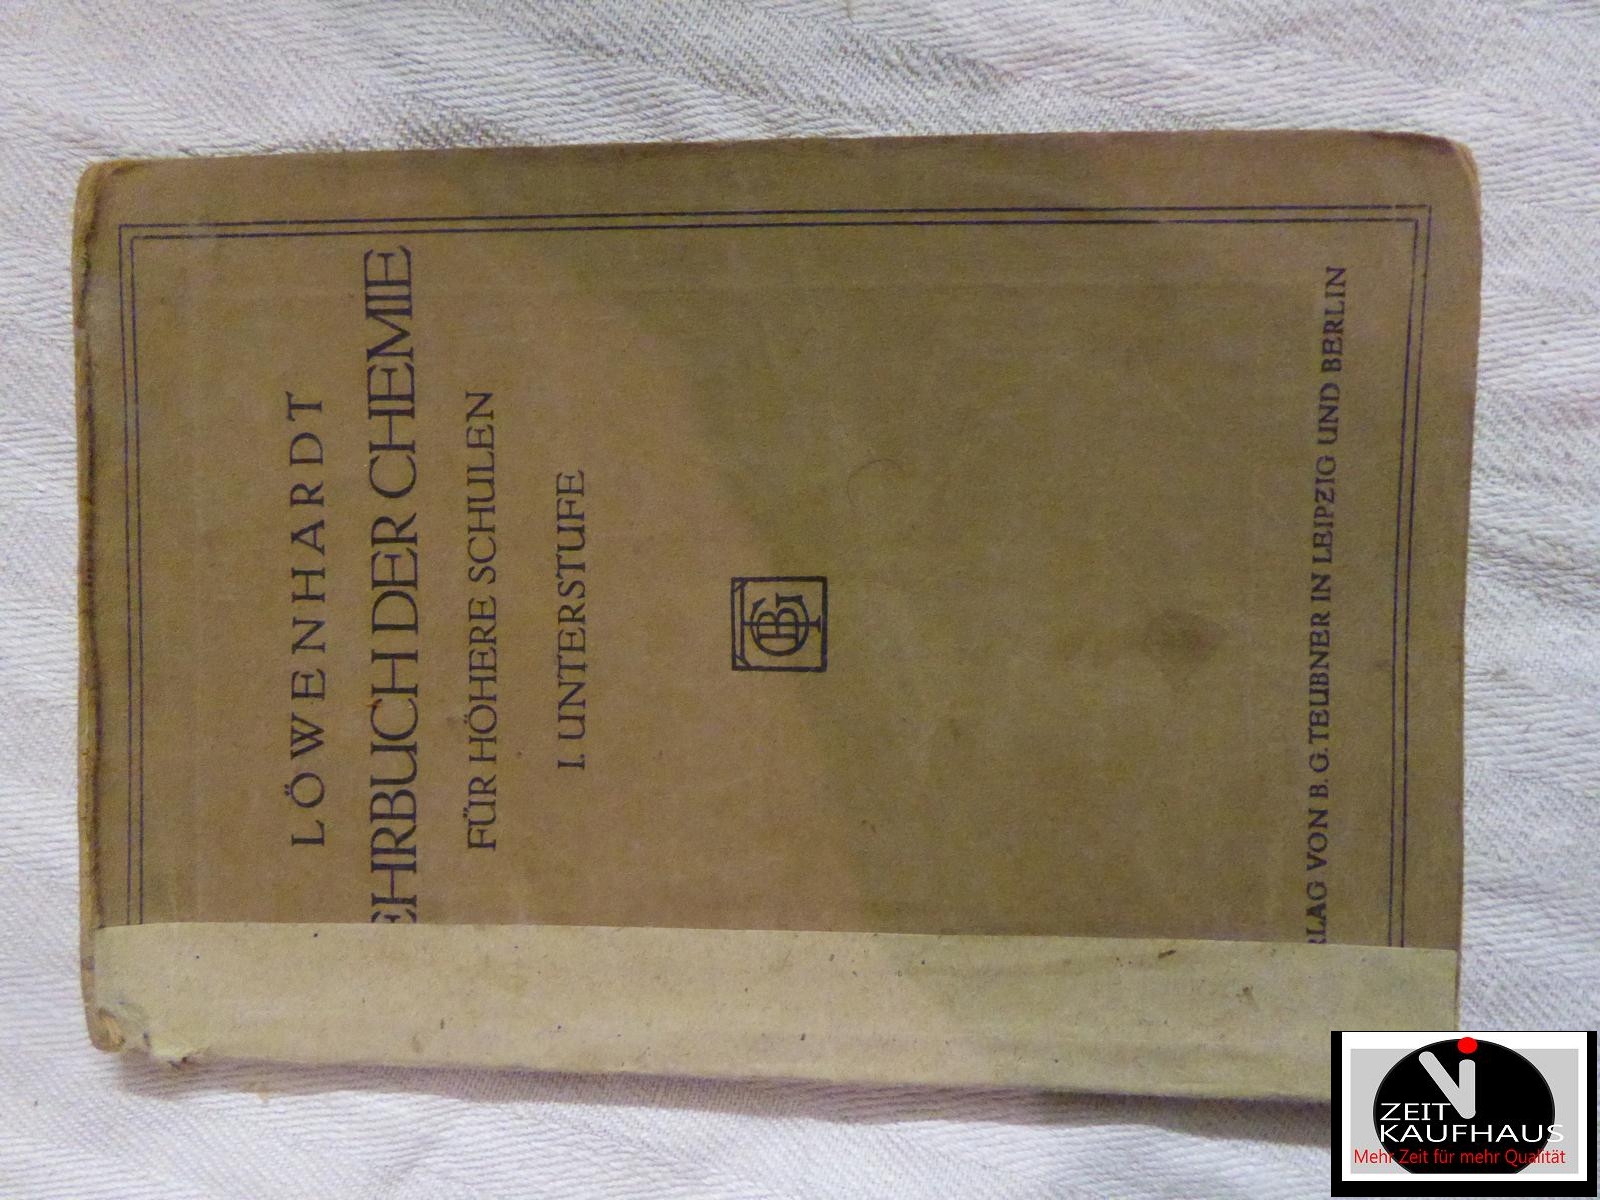 LÖWENHARDT
EHRBUCH DER CHEMIE
FÜR HÖHERE SCHULEN
I. UNTERSTUFE
BGT
RLAG VON B. G. TEUBNER IN LEIPZIG UND BERLIN
ZEIT
KAUFHAUS
Mehr Zeit für mehr Qualität